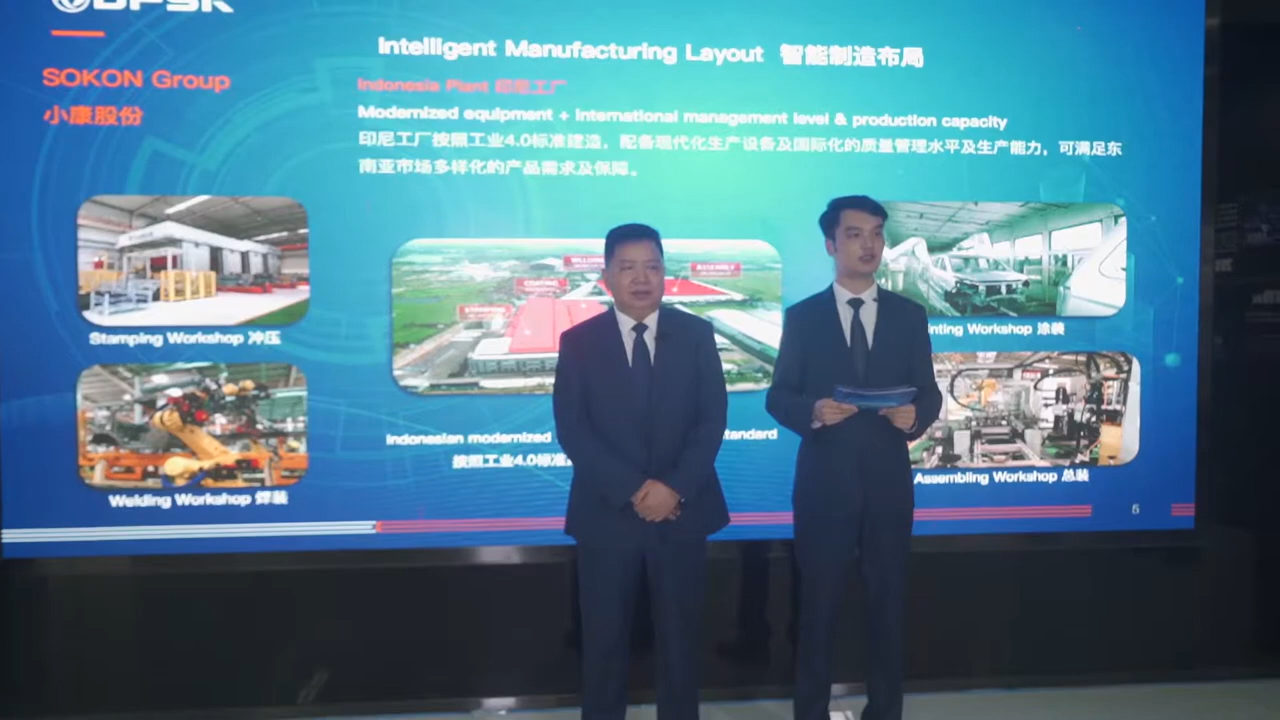 DFSK
SOKON Group
小康股份
Intelligent Manufacturing Layout 智能制造布局
Indonesia Plant 印尼工厂
Modernized equipment + international management level & production capacity
印尼工厂按照工业4.0标准建造，配备现代化生产设备及国际化的质量管理水平及生产能力，可满足东
南亚市场多样化的产品需求及保障。
WELDING
ASSEMBLY
COATING
STAMPING
Stamping Workshop 冲压
inting Workshop 涂装
Indonesian modernized standard
按照工业4.0标准
Welding Workshop 焊装
Assembling Workshop 总装
5